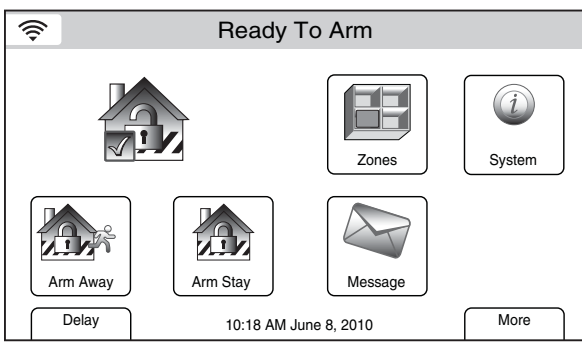 Ready To Arm
Zones
System
Arm Away
Arm Stay
Message
Delay
10:18 AM June 8, 2010
More